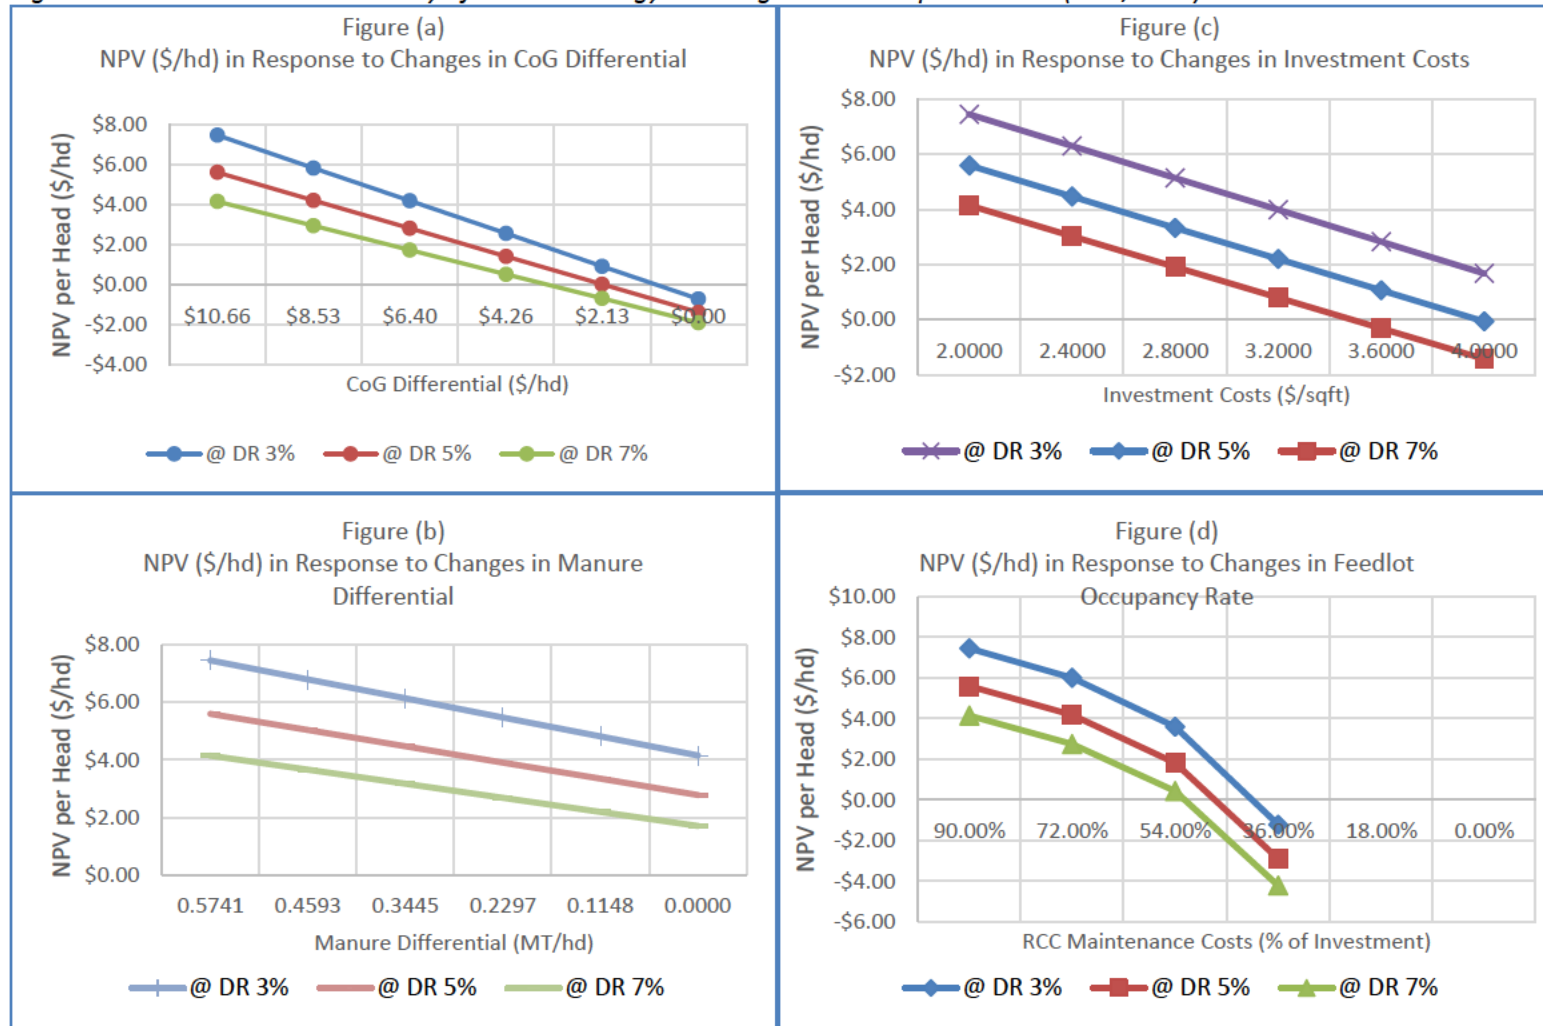 Figure (a)
NPV ($/hd) in Response to Changes in CoG Differential
NPV per Head ($/hd)
$8.00
$6.00
$4.00
$2.00
$0.00
-$2.00
-$4.00
$10.66 $8.53 $6.40 $4.26 $2.13 $0.00
CoG Differential ($/hd)
@ DR 3% @ DR 5% @ DR 7%
Figure (c)
NPV ($/hd) in Response to Changes in Investment Costs
NPV per Head ($/hd)
$8.00
$6.00
$4.00
$2.00
$0.00
-$2.00
2.0000 2.4000 2.8000 3.2000 3.6000 4.0000
Investment Costs ($/sqft)
@ DR 3% @ DR 5% @ DR 7%
Figure (b)
NPV ($/hd) in Response to Changes in Manure
Differential
NPV per Head ($/hd)
$8.00
$6.00
$4.00
$2.00
$0.00
0.5741 0.4593 0.3445 0.2297 0.1148 0.0000
Manure Differential (MT/hd)
@ DR 3% @ DR 5% @ DR 7%
Figure (d)
NPV ($/hd) in Response to Changes in Feedlot
Occupancy Rate
NPV per Head ($/hd)
$10.00
$8.00
$6.00
$4.00
$2.00
$0.00
-$2.00
-$4.00
-$6.00
90.00% 72.00% 54.00% 36.00% 18.00% 0.00%
RCC Maintenance Costs (% of Investment)
@ DR 3% @ DR 5% @ DR 7%